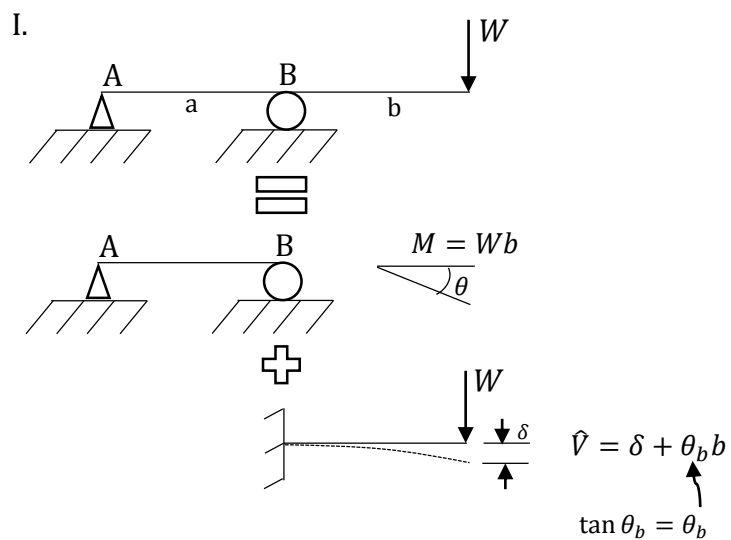 I.
W
A B
a b
A B
M = Wb
θ
W
δ
V̂ = δ + θ_b b
tan θ_b = θ_b